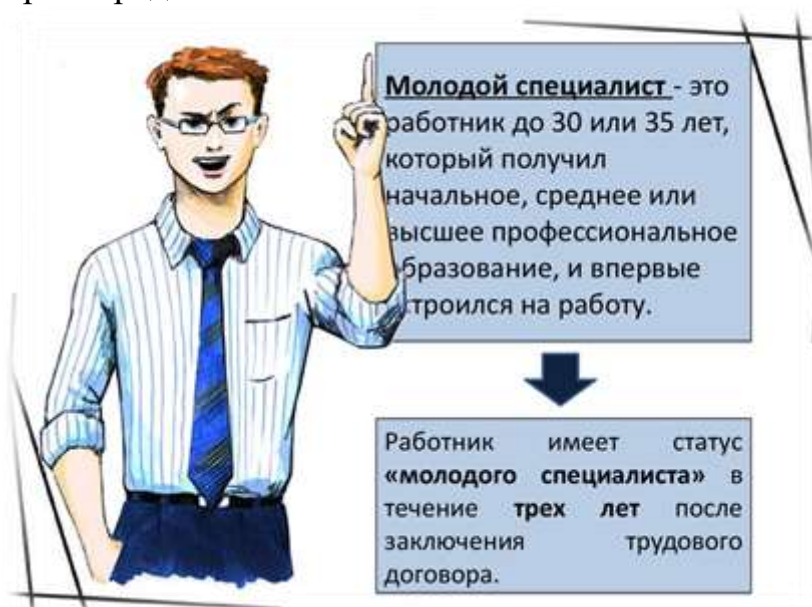 Молодой специалист - это
работник до 30 или 35 лет,
который получил
начальное, среднее или
высшее профессиональное
образование, и впервые
устроился на работу.
Работник имеет статус
«молодого специалиста» в
течение трех лет после
заключения трудового
договора.